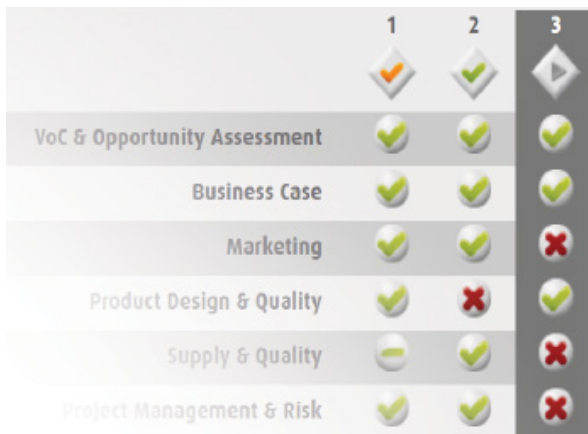 1 2 3
VoC & Opportunity Assessment
Business Case
Marketing
Product Design & Quality
Supply & Quality
Project Management & Risk